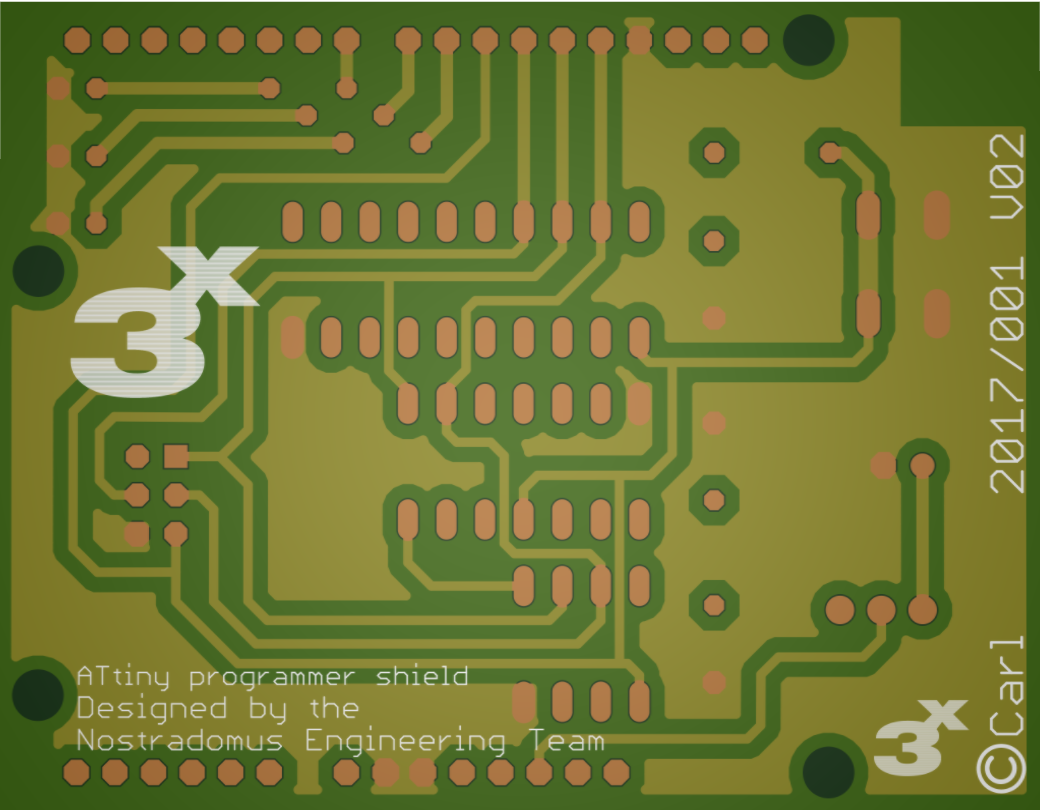 3x
2017/001 V02
ATtiny programmer shield
Designed by the
Nostradomus Engineering Team
3x
©Carl